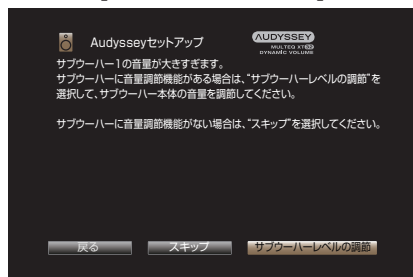 Audysseyセットアップ
AUDYSSEY
MULTEQ XT32
DYNAMIC VOLUME
サブウーハー1の音量が大きすぎます。
サブウーハーに音量調節機能がある場合は、“サブウーハーレベルの調節”を
選択して、サブウーハー本体の音量を調節してください。
サブウーハーに音量調節機能がない場合は、“スキップ”を選択してください。
戻る
スキップ
サブウーハーレベルの調節